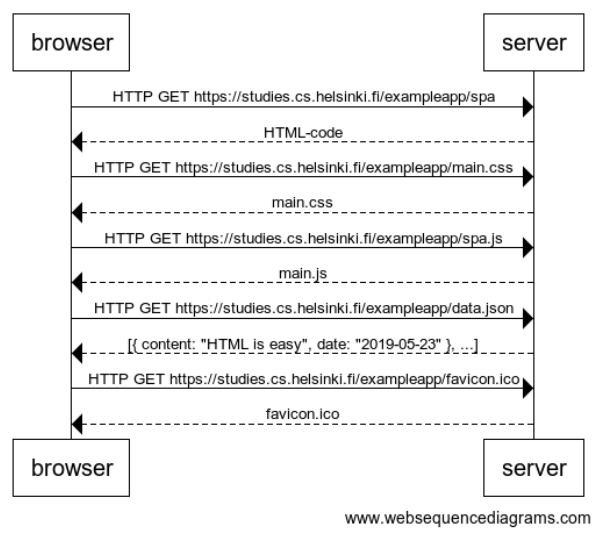 browser
server
HTTP GET https://studies.cs.helsinki.fi/exampleapp/spa
HTML-code
HTTP GET https://studies.cs.helsinki.fi/exampleapp/main.css
main.css
HTTP GET https://studies.cs.helsinki.fi/exampleapp/spa.js
main.js
HTTP GET https://studies.cs.helsinki.fi/exampleapp/data.json
[{ content: "HTML is easy", date: "2019-05-23" }, ...]
HTTP GET https://studies.cs.helsinki.fi/exampleapp/favicon.ico
favicon.ico
browser
server
www.websequencediagrams.com